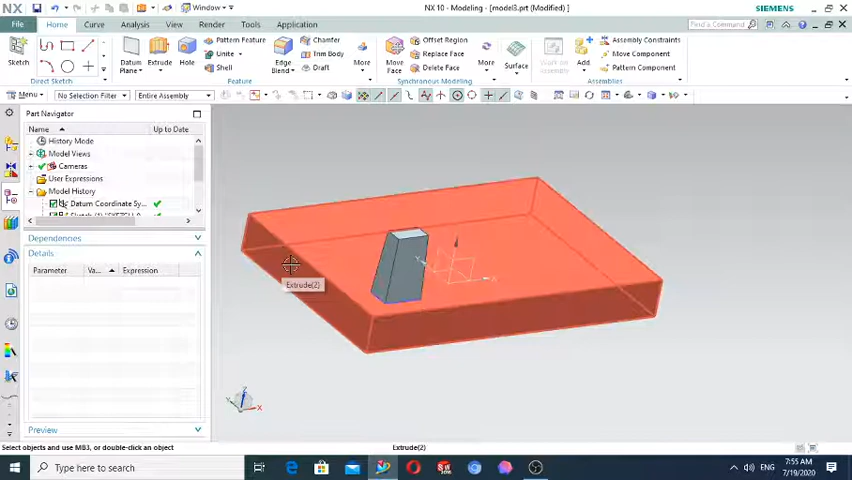 NX
Window
NX 10 - Modeling - [model3.prt (Modified) ]
SIEMENS
File
Home
Curve
Analysis
View
Render
Tools
Application
Find a Command
Sketch
Direct Sketch
Datum Plane
Extrude
Hole
Pattern Feature
Unite
Shell
Edge Blend
Chamfer
Trim Body
Draft
More
Feature
Move Face
Offset Region
Replace Face
Delete Face
More
Synchronous Modeling
Surface
Work on Assembly
Add
Assembly Constraints
Move Component
Pattern Component
Assemblies
Menu
No Selection Filter
Entire Assembly
Part Navigator
Name
Up to Date
History Mode
Model Views
Cameras
User Expressions
Model History
Datum Coordinate Sy...
Dependencies
Details
Parameter
Va...
Expression
Preview
Extrude(2)
Y
X
Z
Y
X
Select objects and use MB3, or double-click an object
Extrude(2)
Type here to search
ENG
7:55 AM
7/19/2020